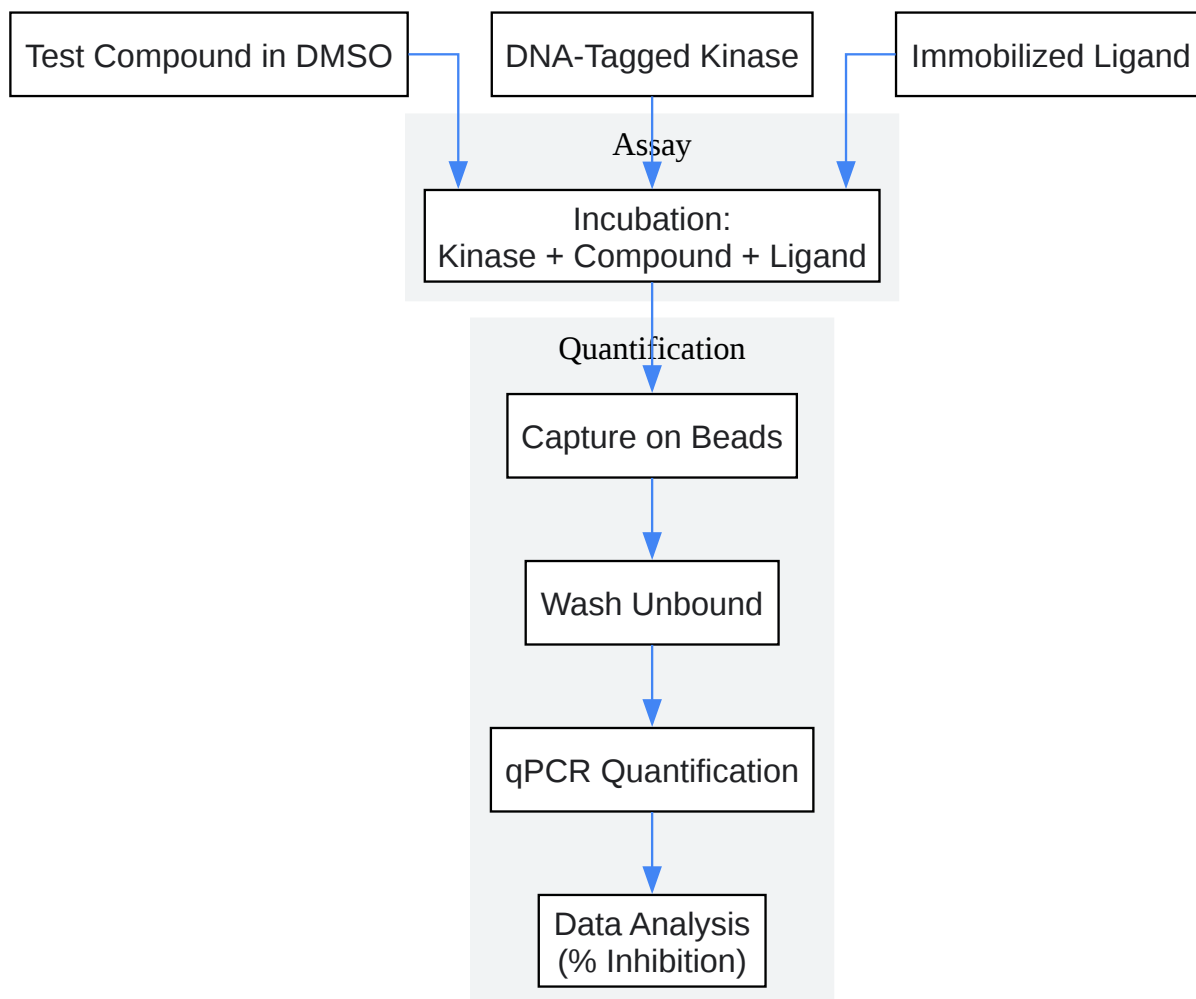 Test Compound in DMSO
DNA-Tagged Kinase
Immobilized Ligand
Assay
Incubation:
Kinase + Compound + Ligand
Quantification
Capture on Beads
Wash Unbound
qPCR Quantification
Data Analysis
(% Inhibition)